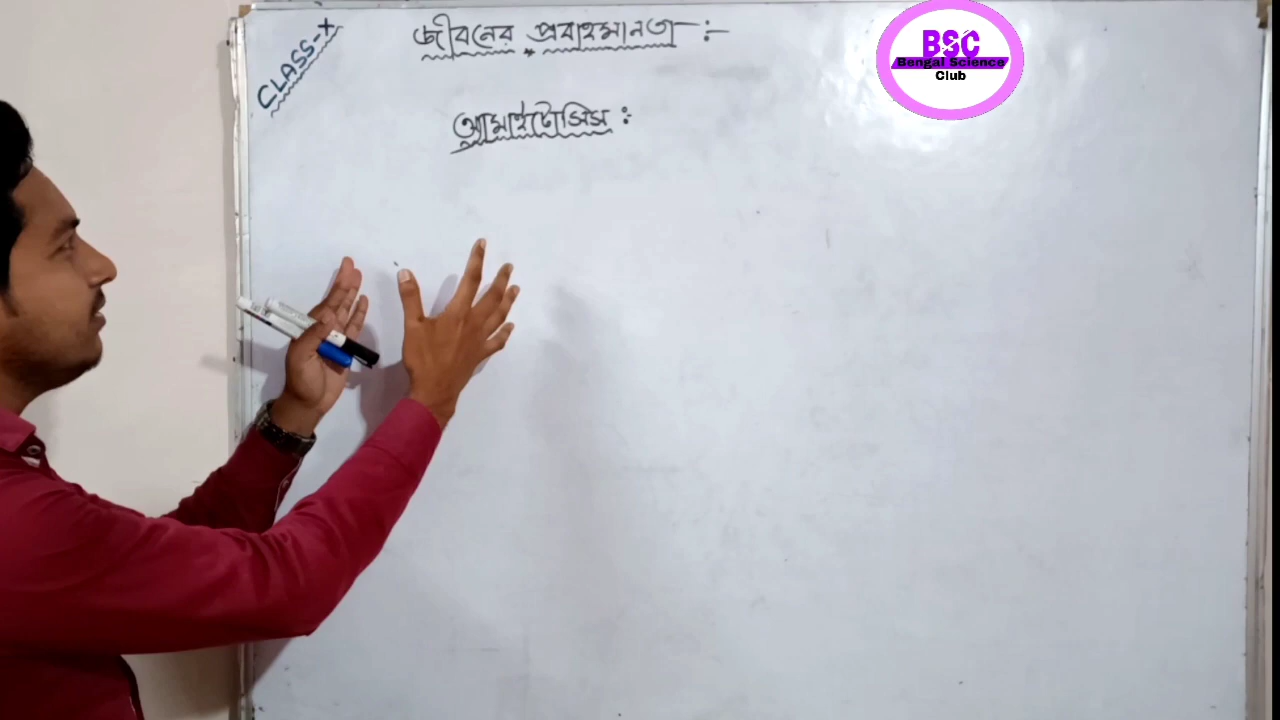 CLASS-X
জীবনের প্রবাহমানতা :-
অ্যামাইটোসিস :
BSC
Bengal Science
Club